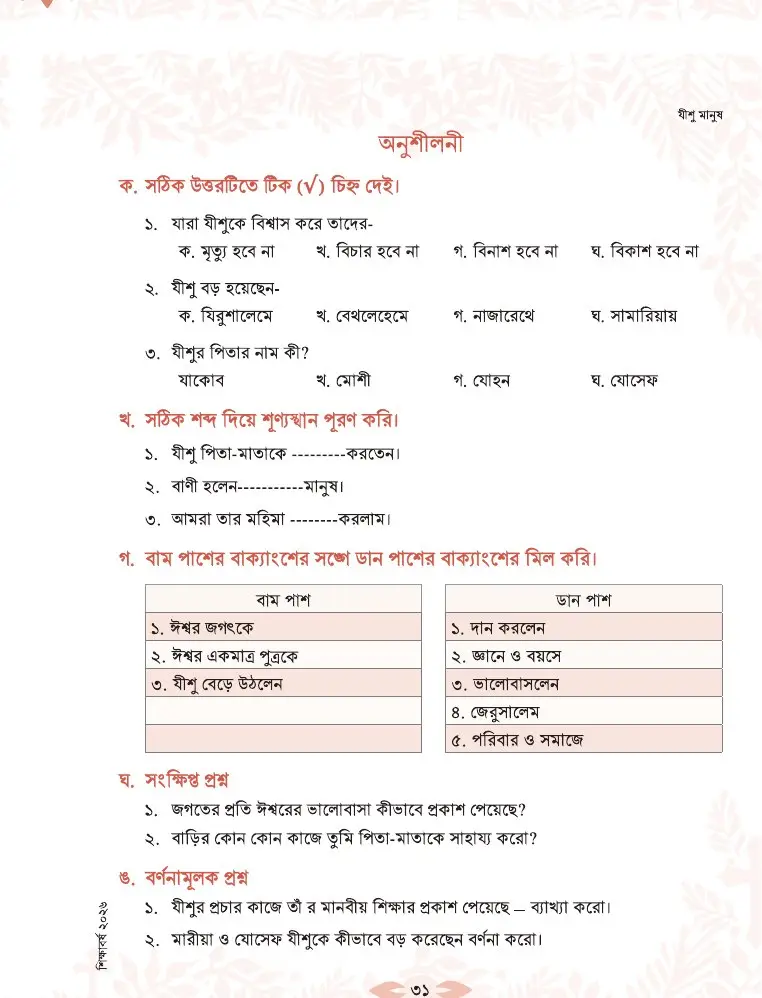 যীশু মানুষ
অনুশীলনী
ক. সঠিক উত্তরটিতে টিক (√) চিহ্ন দেই।
১. যারা যীশুকে বিশ্বাস করে তাদের-
ক. মৃত্যু হবে না খ. বিচার হবে না গ. বিনাশ হবে না ঘ. বিকাশ হবে না
২. যীশু বড় হয়েছেন-
ক. যিরুশালেমে খ. বেথলেহেমে গ. নাজারেথে ঘ. সামারিয়ায়
৩. যীশুর পিতার নাম কী?
যাকোব খ. মোশী গ. যোহন ঘ. যোসেফ
খ. সঠিক শব্দ দিয়ে শূণ্যস্থান পূরণ করি।
১. যীশু পিতা-মাতাকে ---------করতেন।
২. বাণী হলেন-----------মানুষ।
৩. আমরা তার মহিমা --------করলাম।
গ. বাম পাশের বাক্যাংশের সঙ্গে ডান পাশের বাক্যাংশের মিল করি।
বাম পাশ ডান পাশ
১. ঈশ্বর জগৎকে ১. দান করলেন
২. ঈশ্বর একমাত্র পুত্রকে ২. জ্ঞানে ও বয়সে
৩. যীশু বেড়ে উঠলেন ৩. ভালোবাসলেন
৪. জেরুসালেম
৫. পরিবার ও সমাজে
ঘ. সংক্ষিপ্ত প্রশ্ন
১. জগতের প্রতি ঈশ্বরের ভালোবাসা কীভাবে প্রকাশ পেয়েছে?
২. বাড়ির কোন কোন কাজে তুমি পিতা-মাতাকে সাহায্য করো?
ঙ. বর্ণনামূলক প্রশ্ন
১. যীশুর প্রচার কাজে তাঁ র মানবীয় শিক্ষার প্রকাশ পেয়েছে – ব্যাখ্যা করো।
২. মারীয়া ও যোসেফ যীশুকে কীভাবে বড় করেছেন বর্ণনা করো।
শিক্ষাবর্ষ ২০২৬
৩১